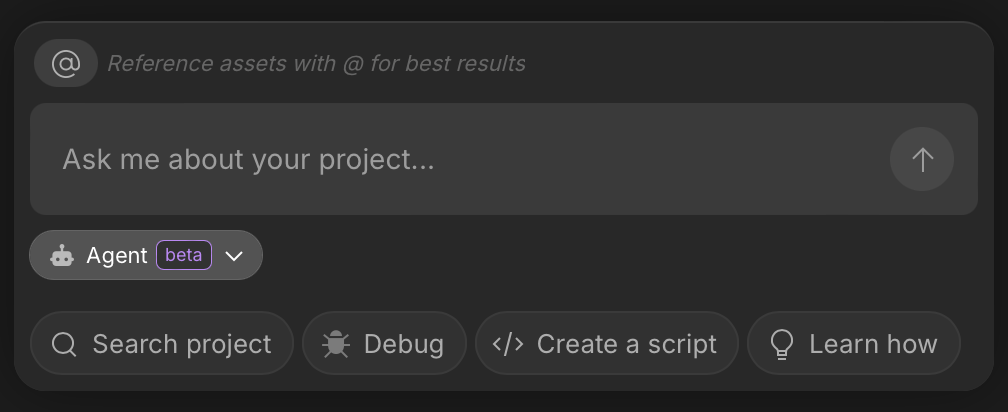 @ Reference assets with @ for best results
Ask me about your project...
Agent beta
Search project Debug </> Create a script Learn how